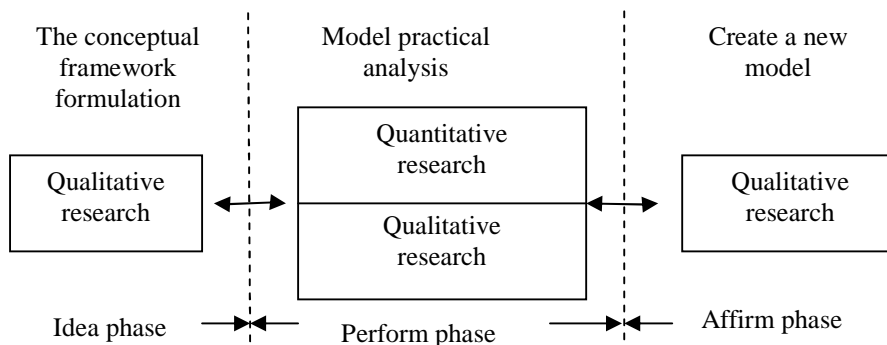 The conceptual
framework
formulation
Model practical
analysis
Create a new
model
Qualitative
research
Quantitative
research
Qualitative
research
Qualitative
research
Idea phase
Perform phase
Affirm phase